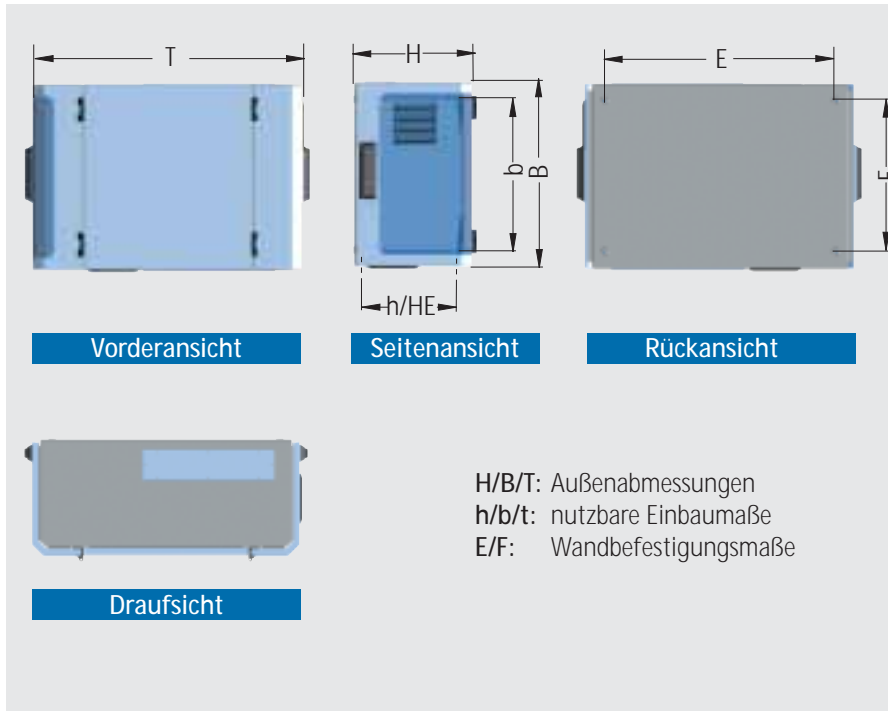 T
H
E
b
B
F
h/HE
Vorderansicht
Seitenansicht
Rückansicht
H/B/T: Außenabmessungen
h/b/t: nutzbare Einbaumaße
E/F: Wandbefestigungsmaße
Draufsicht